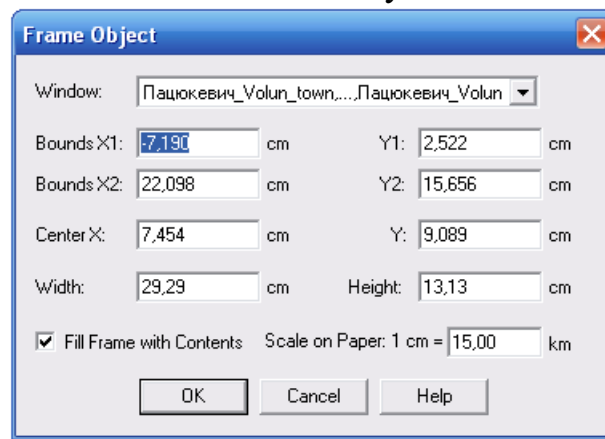 Frame Object
Window: Пацюкевич_Volun_town,...,Пацюкевич_Volun
Bounds X1: -7,190 cm Y1: 2,522 cm
Bounds X2: 22,098 cm Y2: 15,656 cm
Center X: 7,454 cm Y: 9,089 cm
Width: 29,29 cm Height: 13,13 cm
Fill Frame with Contents Scale on Paper: 1 cm = 15,00 km
OK Cancel Help